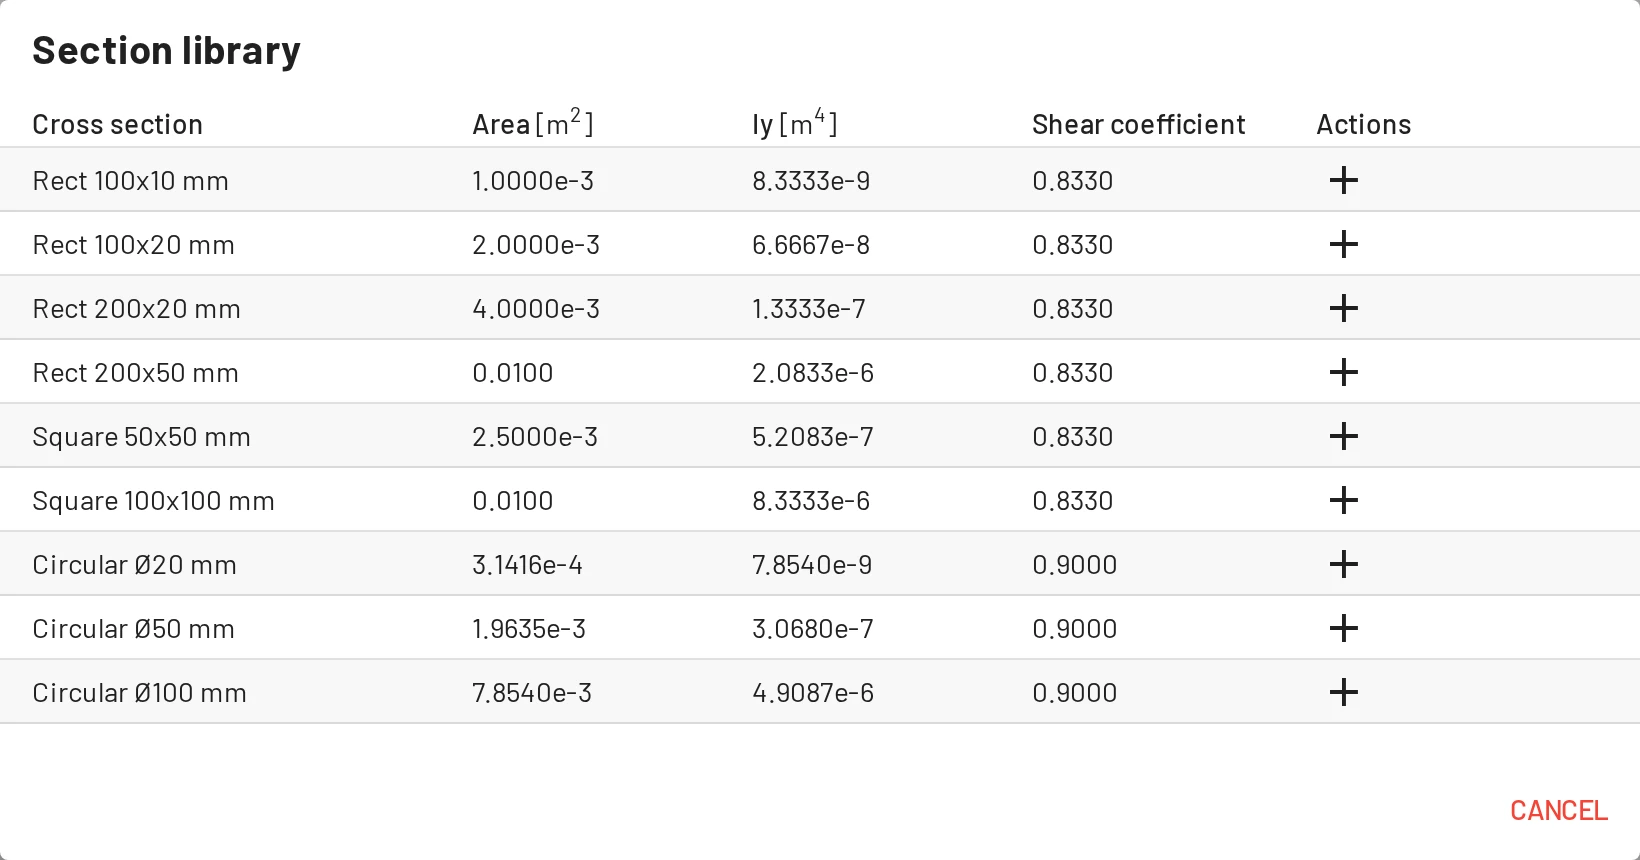 Section library
Cross section Area [m²] Iy [m⁴] Shear coefficient Actions
Rect 100x10 mm 1.0000e-3 8.3333e-9 0.8330 +
Rect 100x20 mm 2.0000e-3 6.6667e-8 0.8330 +
Rect 200x20 mm 4.0000e-3 1.3333e-7 0.8330 +
Rect 200x50 mm 0.0100 2.0833e-6 0.8330 +
Square 50x50 mm 2.5000e-3 5.2083e-7 0.8330 +
Square 100x100 mm 0.0100 8.3333e-6 0.8330 +
Circular Ø20 mm 3.1416e-4 7.8540e-9 0.9000 +
Circular Ø50 mm 1.9635e-3 3.0680e-7 0.9000 +
Circular Ø100 mm 7.8540e-3 4.9087e-6 0.9000 +
CANCEL